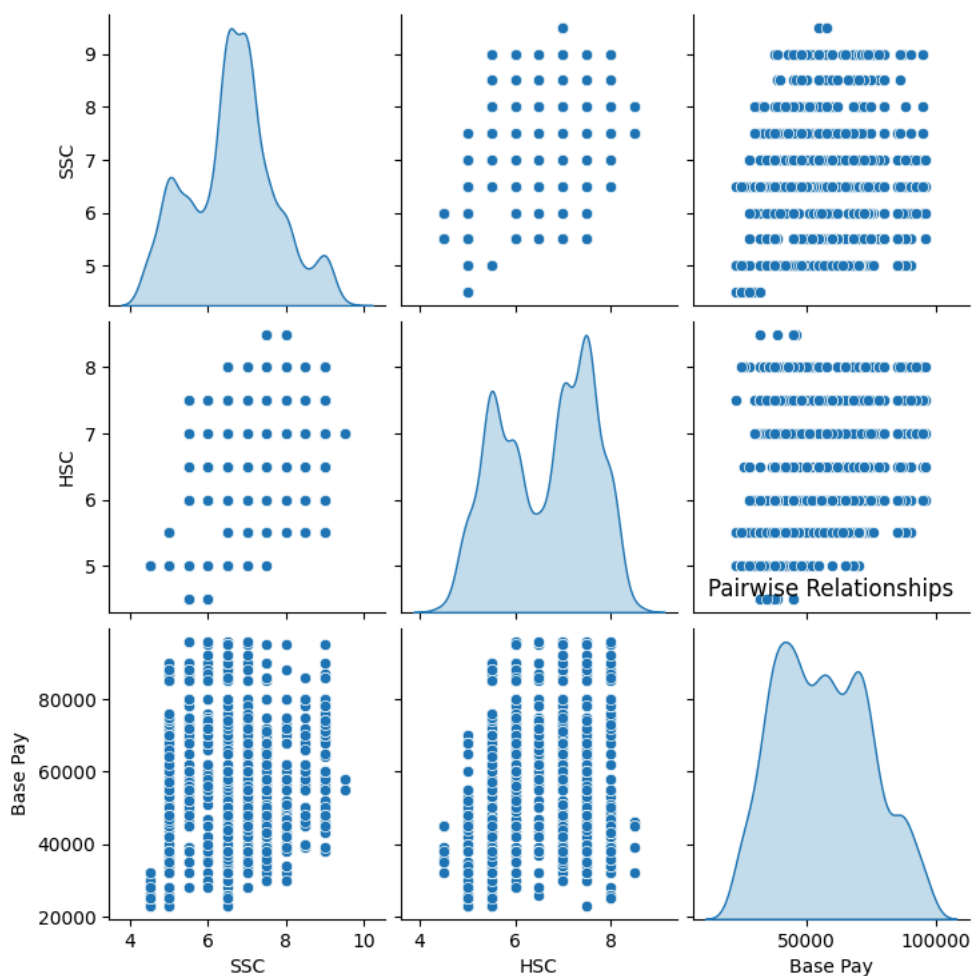 9
8
7
6
5
SSC
8
7
6
5
HSC
Pairwise Relationships
80000
60000
40000
20000
Base Pay
4 6 8 10
4 6 8
50000 100000
SSC HSC Base Pay